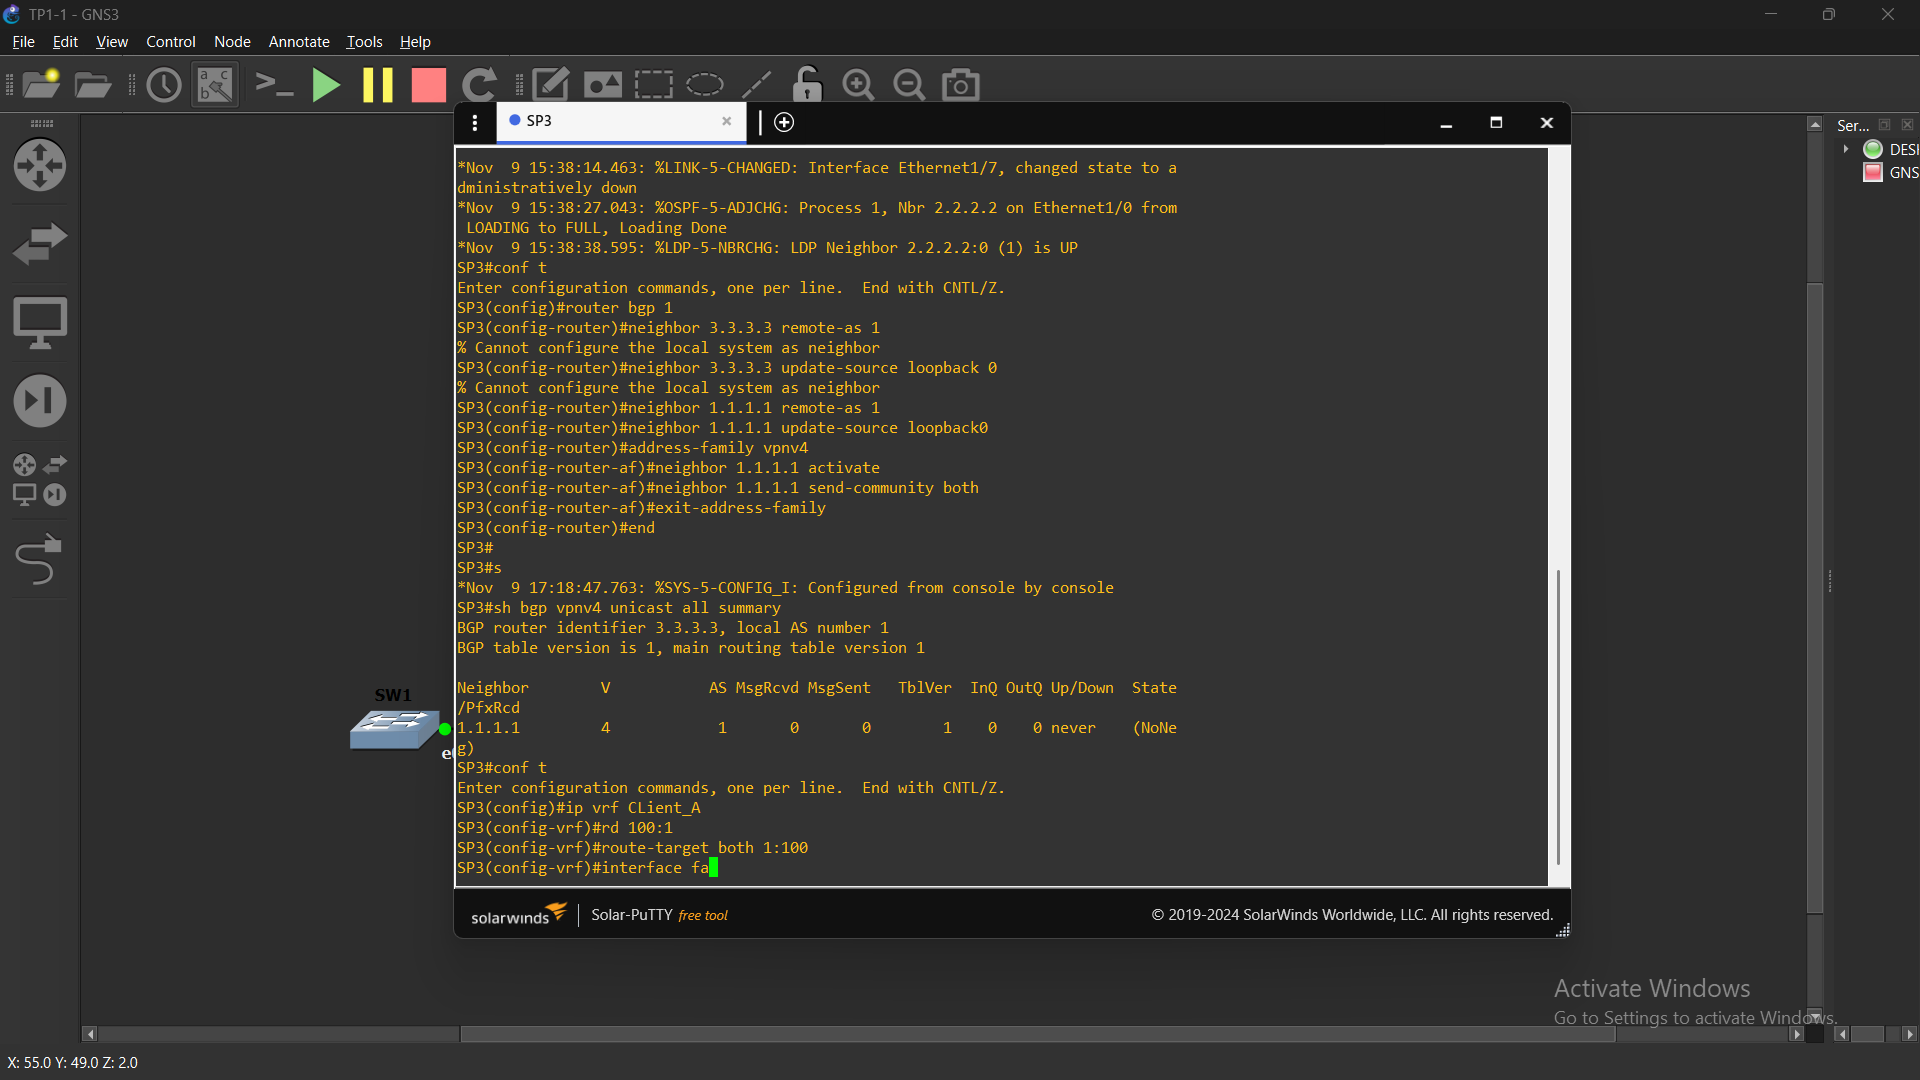 TP1-1 - GNS3
File Edit View Control Node Annotate Tools Help
SP3
*Nov  9 15:38:14.463: %LINK-5-CHANGED: Interface Ethernet1/7, changed state to a
dministratively down
*Nov  9 15:38:27.043: %OSPF-5-ADJCHG: Process 1, Nbr 2.2.2.2 on Ethernet1/0 from
 LOADING to FULL, Loading Done
*Nov  9 15:38:38.595: %LDP-5-NBRCHG: LDP Neighbor 2.2.2.2:0 (1) is UP
SP3#conf t
Enter configuration commands, one per line.  End with CNTL/Z.
SP3(config)#router bgp 1
SP3(config-router)#neighbor 3.3.3.3 remote-as 1
% Cannot configure the local system as neighbor
SP3(config-router)#neighbor 3.3.3.3 update-source loopback 0
% Cannot configure the local system as neighbor
SP3(config-router)#neighbor 1.1.1.1 remote-as 1
SP3(config-router)#neighbor 1.1.1.1 update-source loopback0
SP3(config-router)#address-family vpnv4
SP3(config-router-af)#neighbor 1.1.1.1 activate
SP3(config-router-af)#neighbor 1.1.1.1 send-community both
SP3(config-router-af)#exit-address-family
SP3(config-router)#end
SP3#
SP3#s
*Nov  9 17:18:47.763: %SYS-5-CONFIG_I: Configured from console by console
SP3#sh bgp vpnv4 unicast all summary
BGP router identifier 3.3.3.3, local AS number 1
BGP table version is 1, main routing table version 1
Neighbor        V           AS MsgRcvd MsgSent   TblVer  InQ OutQ Up/Down  State
/PfxRcd
1.1.1.1         4            1       0       0        1    0    0 never    (NoNe
g)
SP3#conf t
Enter configuration commands, one per line.  End with CNTL/Z.
SP3(config)#ip vrf CLient_A
SP3(config-vrf)#rd 100:1
SP3(config-vrf)#route-target both 1:100
SP3(config-vrf)#interface fa
solarwinds Solar-PuTTY free tool © 2019-2024 SolarWinds Worldwide, LLC. All rights reserved.
SW1
e
Ser...
DESI
GNS
Activate Windows
Go to Settings to activate Windows.
X: 55.0 Y: 49.0 Z: 2.0